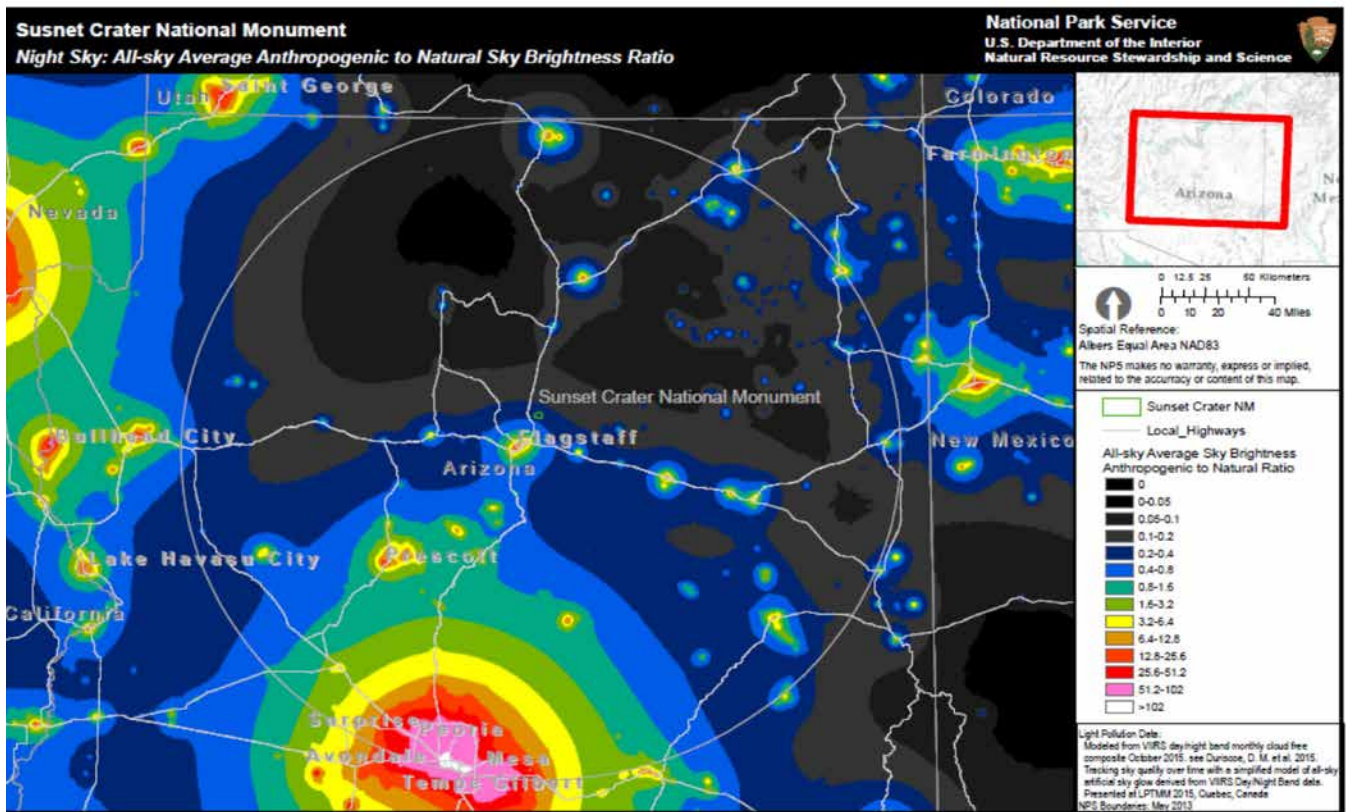 Susnet Crater National Monument
Night Sky: All-sky Average Anthropogenic to Natural Sky Brightness Ratio
National Park Service
U.S. Department of the Interior
Natural Resource Stewardship and Science
Utah
Saint George
Colorado
Farmington
Nevada
Sunset Crater National Monument
Bullhead City
Flagstaff
New Mexico
Arizona
Lake Havasu City
Prescott
California
Surprise
Peoria
Avondale
Mesa
Tempe Gilbert
Arizona
0 12.5 25 50 Kilometers
0 10 20 40 Miles
Spatial Reference:
Albers Equal Area NAD83
The NPS makes no warranty, express or implied,
related to the accurracy or content of this map.
Sunset Crater NM
Local_Highways
All-sky Average Sky Brightness
Anthropogenic to Natural Ratio
0
0-0.05
0.05-0.1
0.1-0.2
0.2-0.4
0.4-0.8
0.8-1.6
1.6-3.2
3.2-6.4
6.4-12.8
12.8-25.6
25.6-51.2
51.2-102
>102
Light Pollution Data:
Modeled from VIIRS day/night band monthly cloud free
composite October 2015. see Duriscoe, D. M. et al. 2015.
Tracking sky quality over time with a simplified model of all-sky
artificial sky glow derived from VIIRS Day/Night Band data.
Presented at LPTMM 2015, Quebec, Canada
NPS Boundaries: May 2013